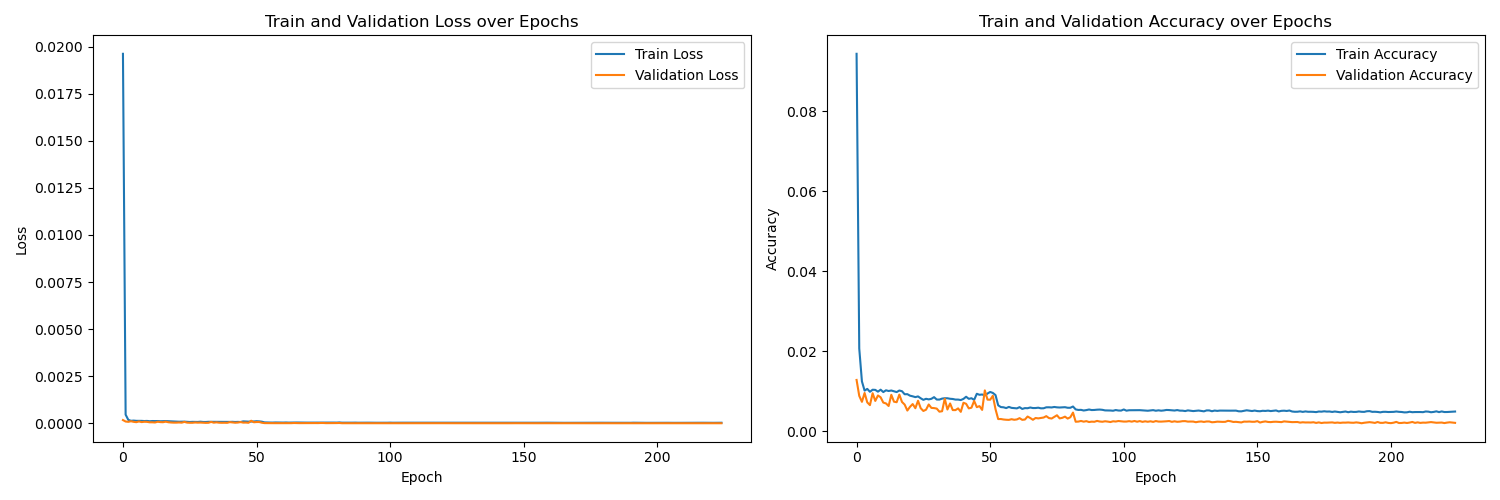 Train and Validation Loss over Epochs
0.0200
0.0175
0.0150
0.0125
0.0100
0.0075
0.0050
0.0025
0.0000
Loss
Train Loss
Validation Loss
0
50
100
150
200
Epoch
Train and Validation Accuracy over Epochs
0.08
0.06
0.04
0.02
0.00
Accuracy
Train Accuracy
Validation Accuracy
0
50
100
150
200
Epoch